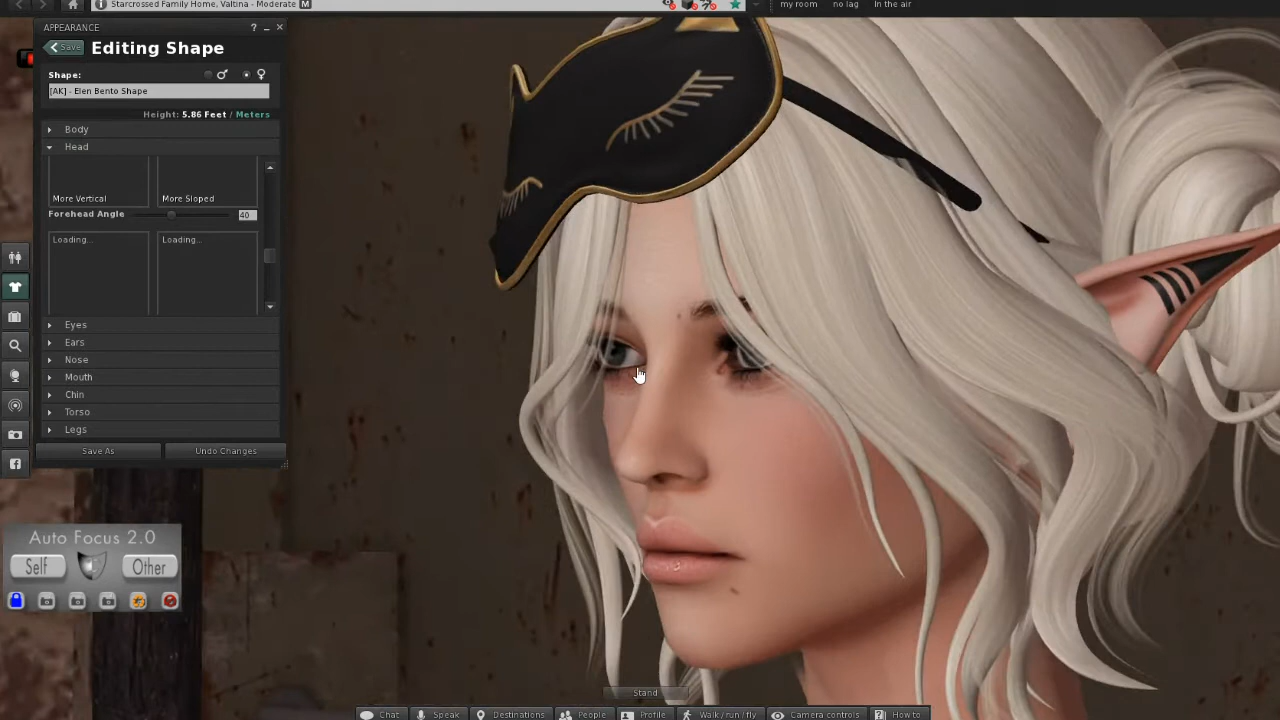 Starcrossed Family Home, Valtina - Moderate M
my room no lag In the air
APPEARANCE ? _ ×
Save Editing Shape
Shape:
[AK] - Elen Bento Shape
Height: 5.86 Feet / Meters
Body
Head
More Vertical More Sloped
Forehead Angle 40
Loading... Loading...
Eyes
Ears
Nose
Mouth
Chin
Torso
Legs
Save As Undo Changes
Auto Focus 2.0
Self Other
Stand
Chat Speak Destinations People Profile Walk / run / fly Camera controls ? How to